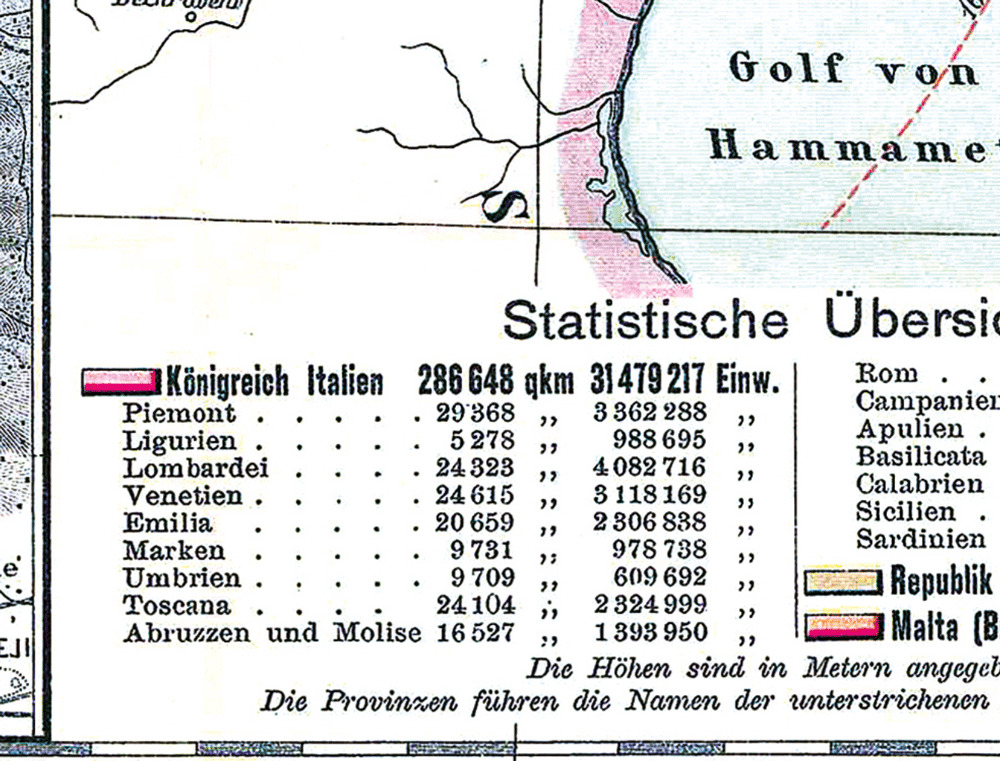 Golf von
Hammame
S
Statistische Übersi
Königreich Italien 286 648 qkm 31 479 217 Einw.
Piemont . . . . . 29 368 „ 3 362 288 „
Ligurien . . . . . 5 278 „ 988 695 „
Lombardei . . . . 24 323 „ 4 082 716 „
Venetien . . . . . 24 615 „ 3 118 169 „
Emilia . . . . . 20 659 „ 2 306 838 „
Marken . . . . . 9 731 „ 978 738 „
Umbrien . . . . . 9 709 „ 609 692 „
Toscana . . . . 24 104 „ 2 324 999 „
Abruzzen und Molise 16 527 „ 1 393 950 „
Rom . .
Campanien
Apulien .
Basilicata
Calabrien
Sicilien .
Sardinien
Republik
Malta (B
Die Höhen sind in Metern angegeb
Die Provinzen führen die Namen der unterstrichenen